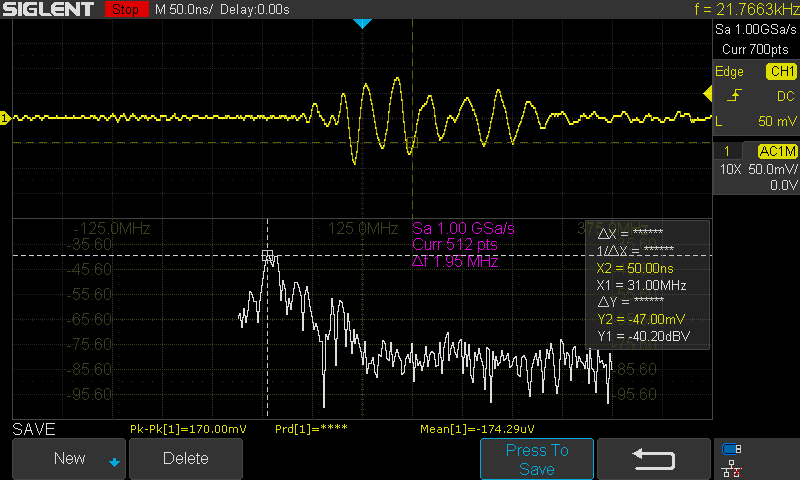 SIGLENT Stop M 50.0ns/ Delay:0.00s f = 21.7663kHz
Sa 1.00GSa/s
Curr 700pts
Edge CH1
DC
L 50 mV
1 AC1M
10X 50.0mV/
0.0V
1
-125.0MHz 125.0MHz 375.0MHz
Sa 1.00 GSa/s
Curr 512 pts
Δf 1.95 MHz
-35.60
-45.60
-55.60
-65.60
-75.60
-85.60 -85.60
-95.60 -95.60
ΔX = ******
1/ΔX = ******
X2 = 50.00ns
X1 = 31.00MHz
ΔY = ******
Y2 = -47.00mV
Y1 = -40.20dBV
SAVE Pk-Pk[1]=170.00mV Prd[1]=**** Mean[1]=-174.29uV
New Delete Press To
Save